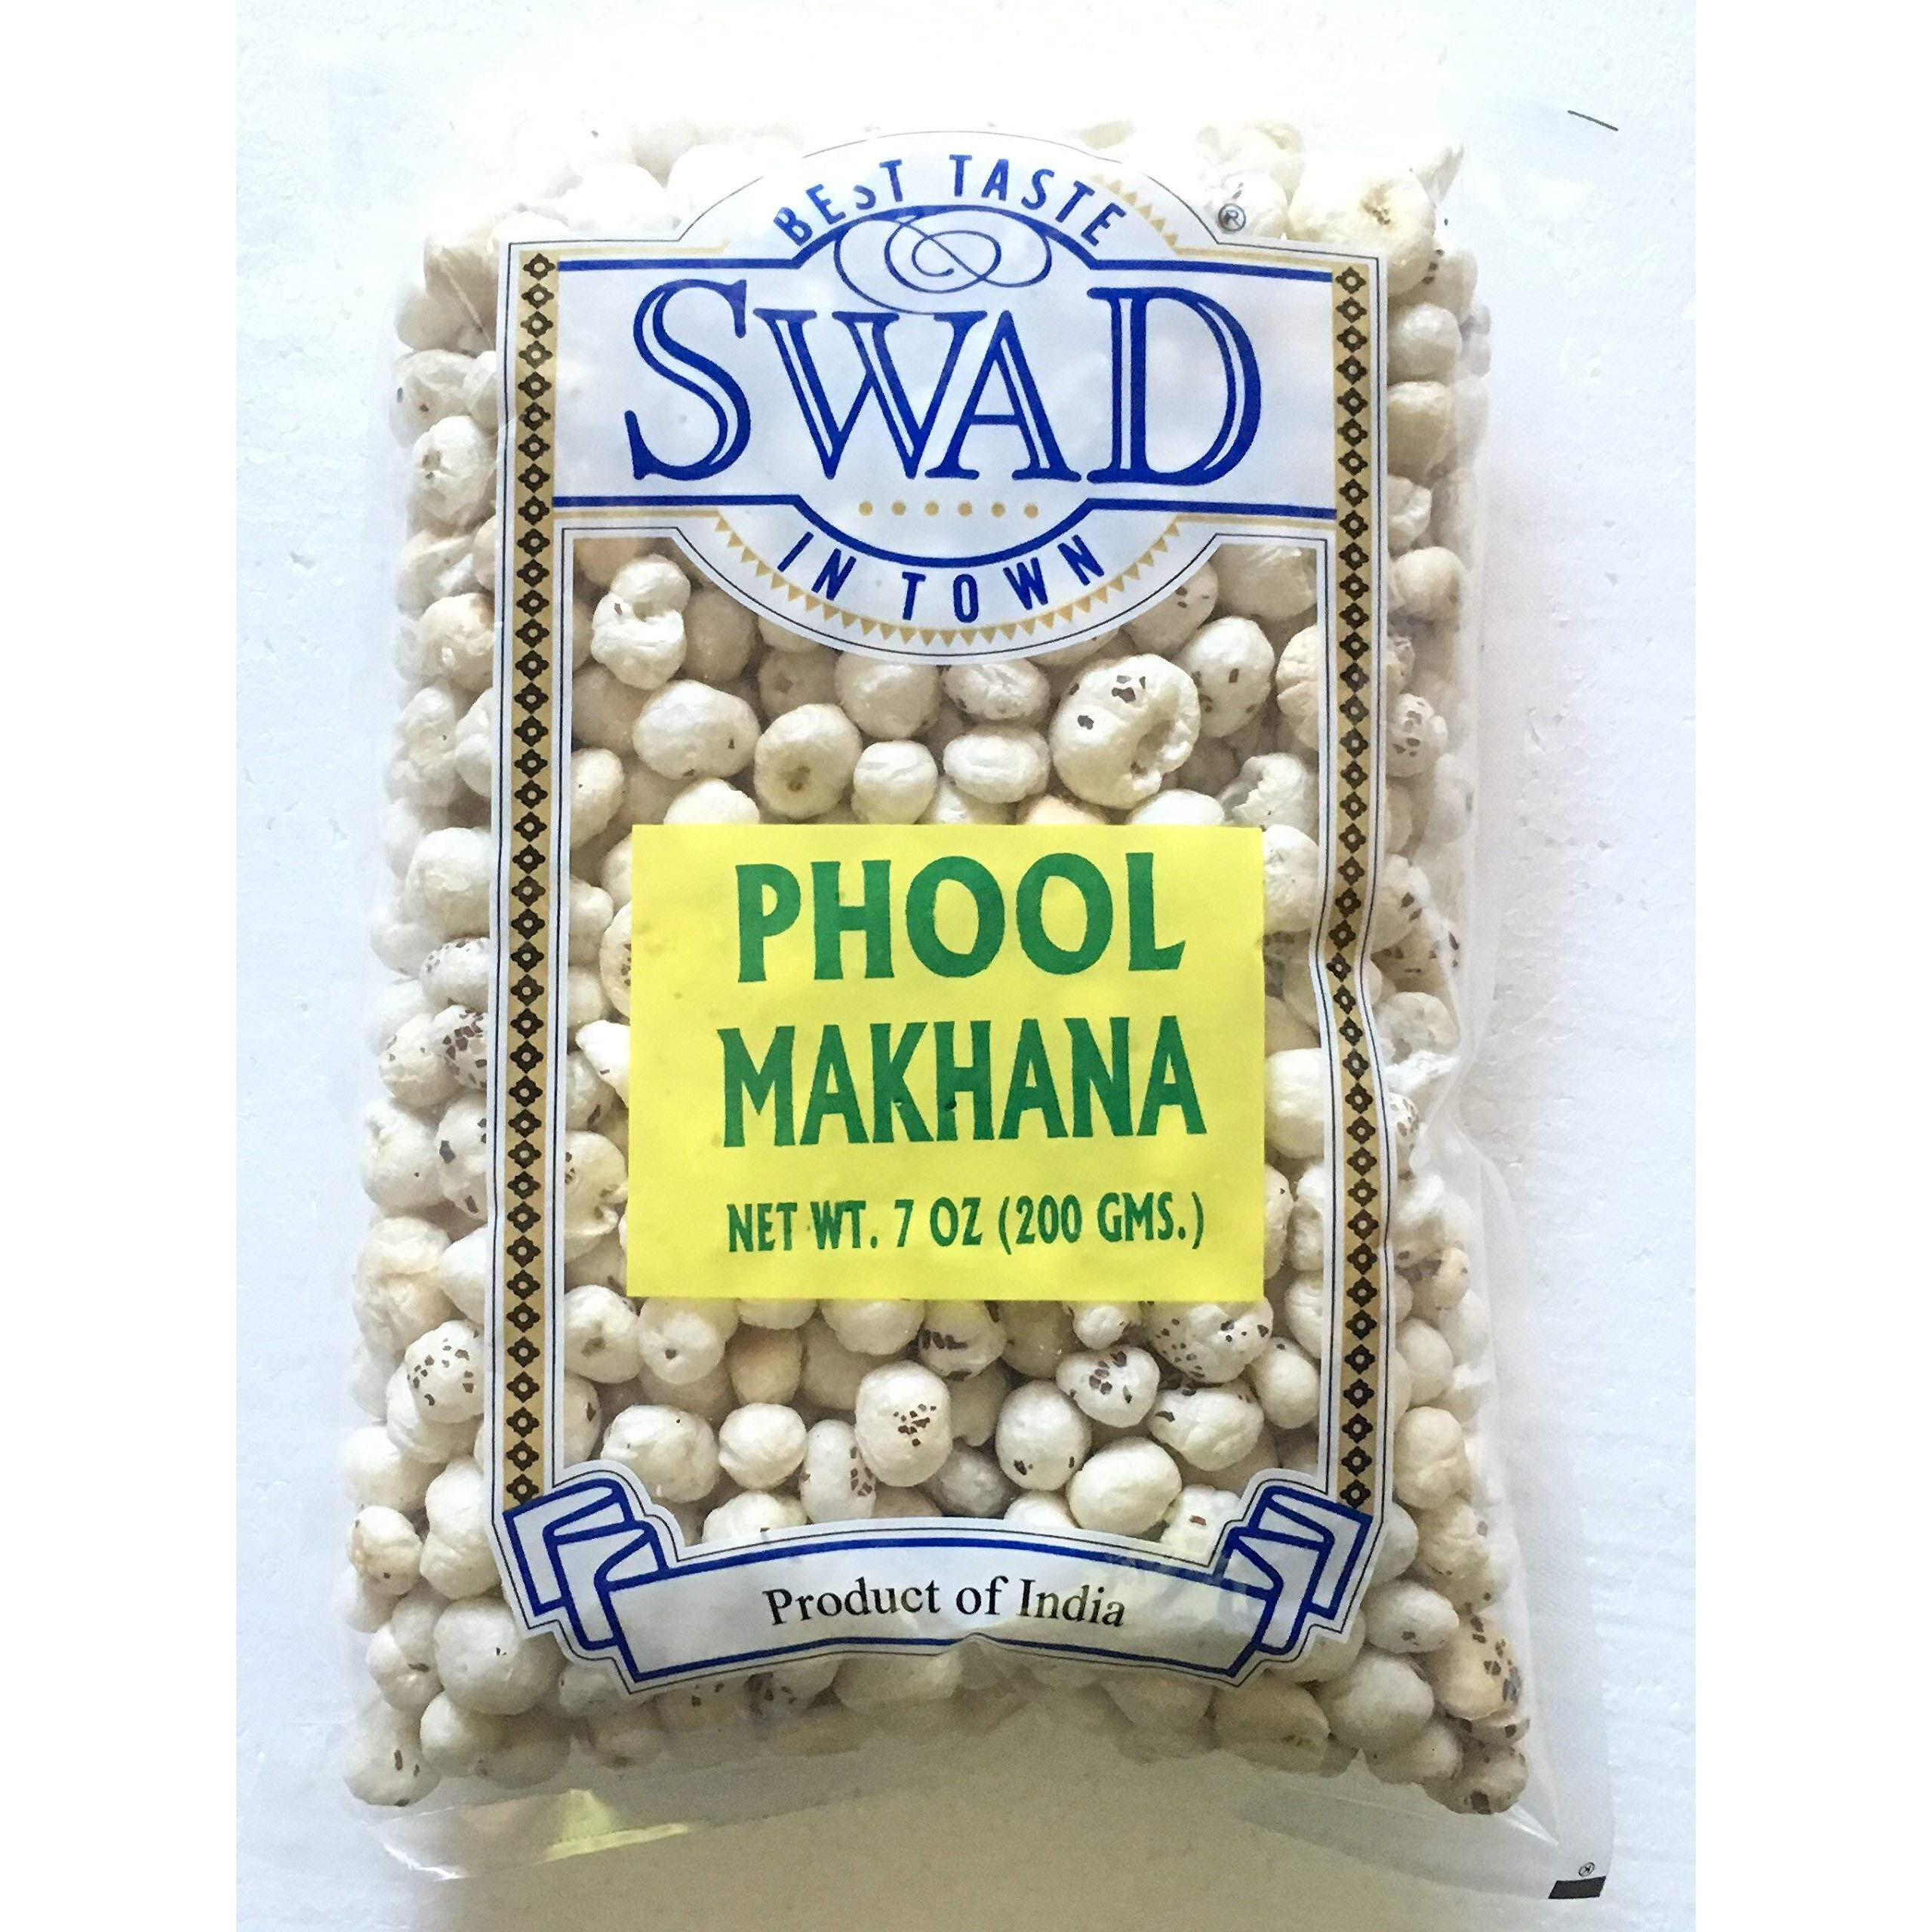 BEST TASTE
®
SWAD
IN TOWN
PHOOL
MAKHANA
NET WT. 7 OZ (200 GMS.)
Product of India